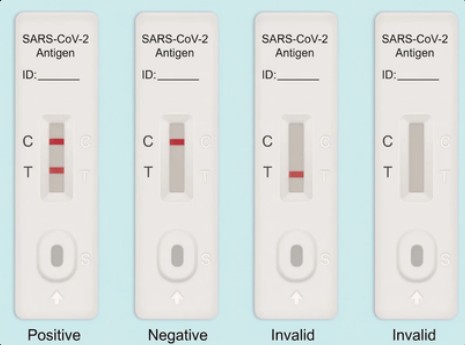 SARS-CoV-2
Antigen
ID:______
C
T
C
T
S
Positive
SARS-CoV-2
Antigen
ID:______
C
T
C
T
S
Negative
SARS-CoV-2
Antigen
ID:______
C
T
C
T
S
Invalid
SARS-CoV-2
Antigen
ID:______
C
T
C
T
S
Invalid